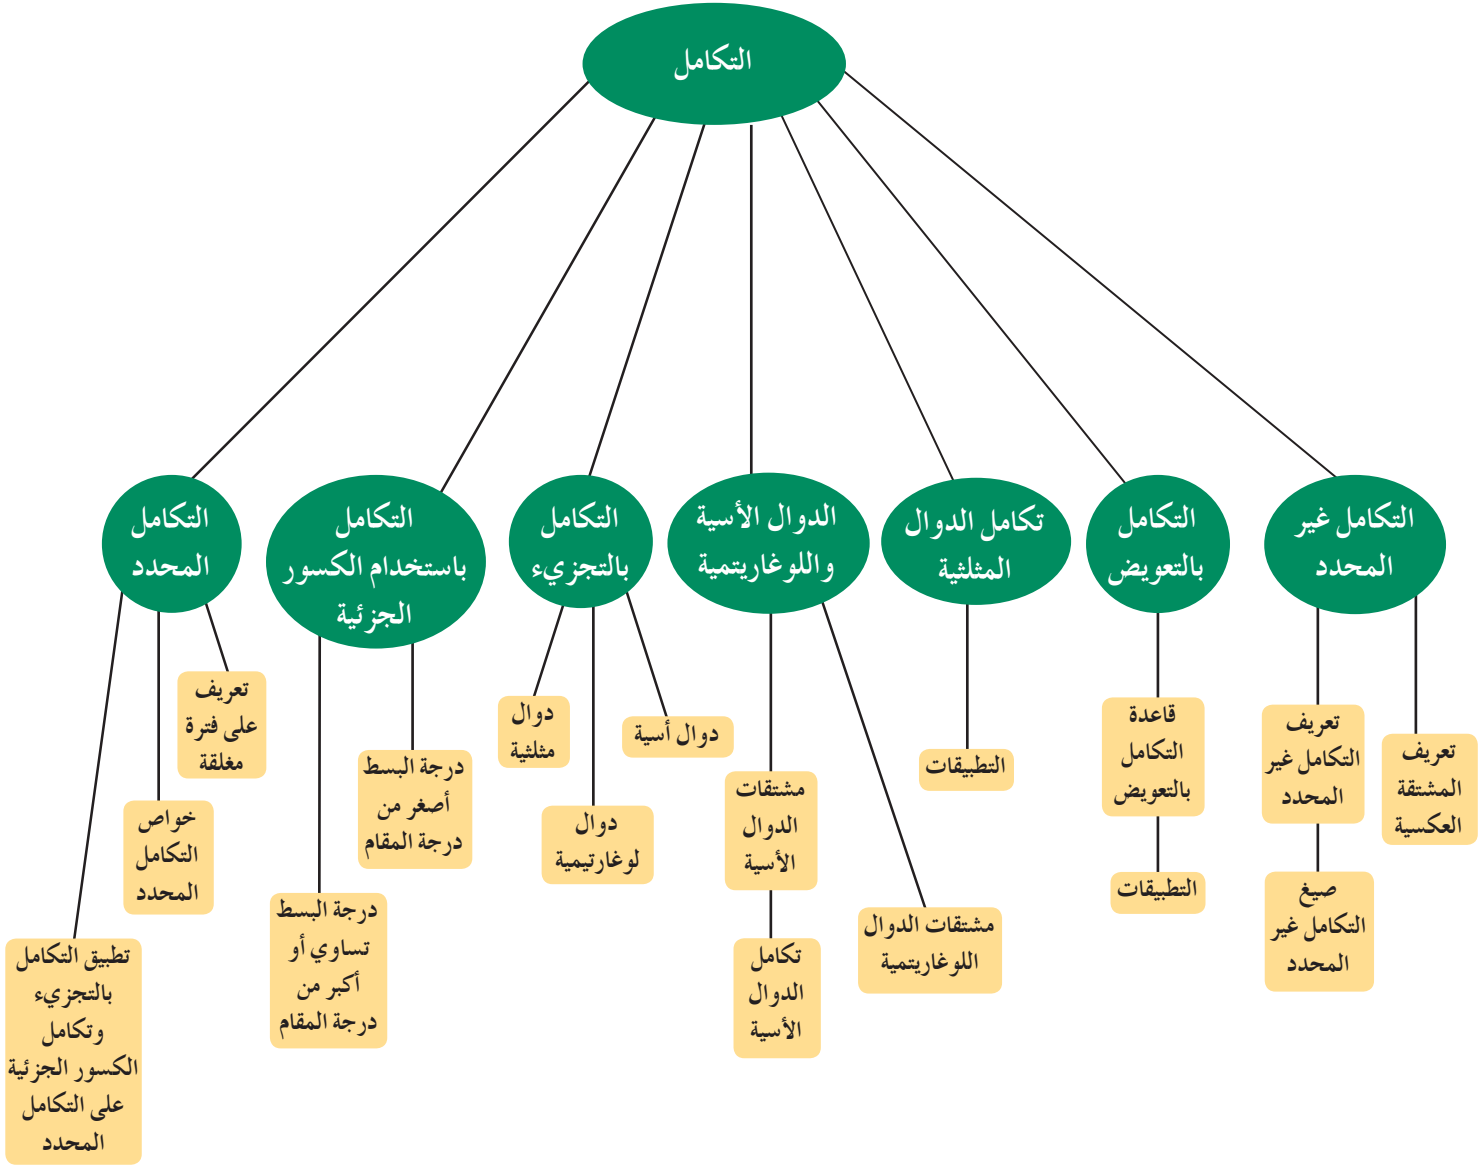 التكامل
التكامل غير
المحدد
تعريف
المشتقة
العكسية
تعريف
التكامل غير
المحدد
صيغ
التكامل غير
المحدد
التكامل
بالتعويض
قاعدة
التكامل
بالتعويض
التطبيقات
تكامل الدوال
المثلثية
التطبيقات
الدوال الأسية
واللوغاريتمية
مشتقات الدوال
اللوغاريتمية
مشتقات
الدوال
الأسية
تكامل
الدوال
الأسية
التكامل
بالتجزيء
دوال أسية
دوال
لوغارتيمية
دوال
مثلثية
التكامل
باستخدام الكسور
الجزئية
درجة البسط
أصغر من
درجة المقام
درجة البسط
تساوي أو
أكبر من
درجة المقام
التكامل
المحدد
تعريف
على فترة
مغلقة
خواص
التكامل
المحدد
تطبيق التكامل
بالتجزيء
وتكامل
الكسور الجزئية
على التكامل
المحدد